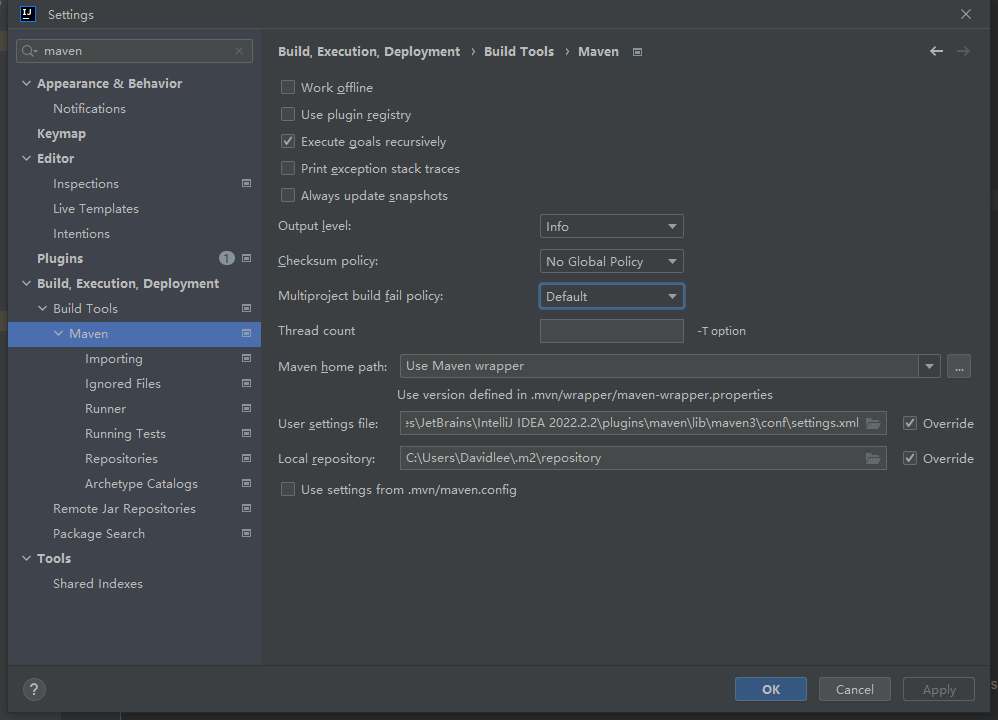 Settings
maven
Appearance & Behavior
Notifications
Keymap
Editor
Inspections
Live Templates
Intentions
Plugins 1
Build, Execution, Deployment
Build Tools
Maven
Importing
Ignored Files
Runner
Running Tests
Repositories
Archetype Catalogs
Remote Jar Repositories
Package Search
Tools
Shared Indexes
Build, Execution, Deployment › Build Tools › Maven
Work offline
Use plugin registry
Execute goals recursively
Print exception stack traces
Always update snapshots
Output level: Info
Checksum policy: No Global Policy
Multiproject build fail policy: Default
Thread count -T option
Maven home path: Use Maven wrapper ...
Use version defined in .mvn/wrapper/maven-wrapper.properties
User settings file: es\JetBrains\IntelliJ IDEA 2022.2.2\plugins\maven\lib\maven3\conf\settings.xml Override
Local repository: C:\Users\Davidlee\.m2\repository Override
Use settings from .mvn/maven.config
? OK Cancel Apply